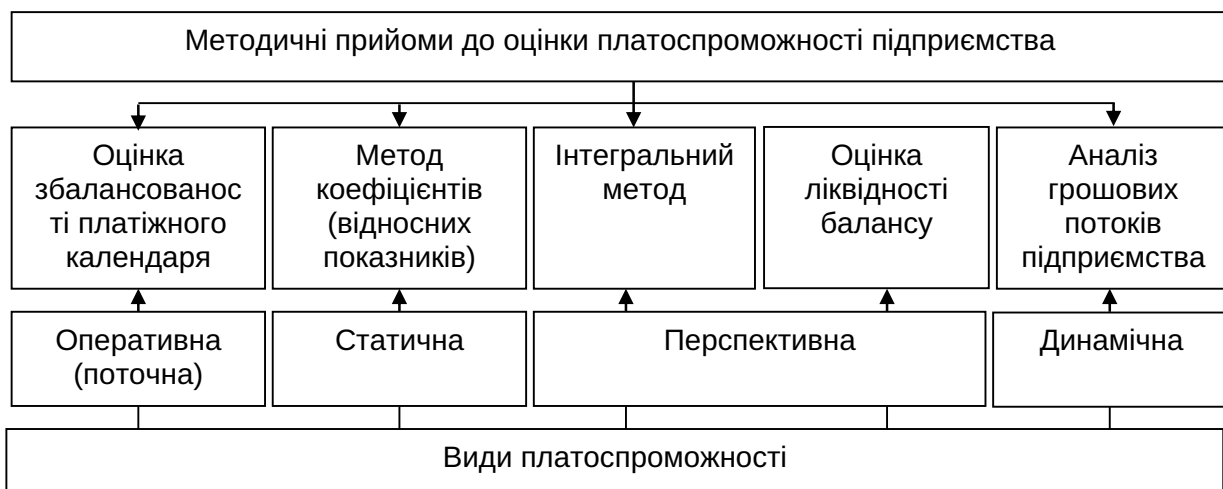 Методичні прийоми до оцінки платоспроможності підприємства
Оцінка
збалансованос
ті платіжного
календаря
Метод
коефіцієнтів
(відносних
показників)
Інтегральний
метод
Оцінка
ліквідності
балансу
Аналіз
грошових
потоків
підприємства
Оперативна
(поточна)
Статична
Перспективна
Динамічна
Види платоспроможності